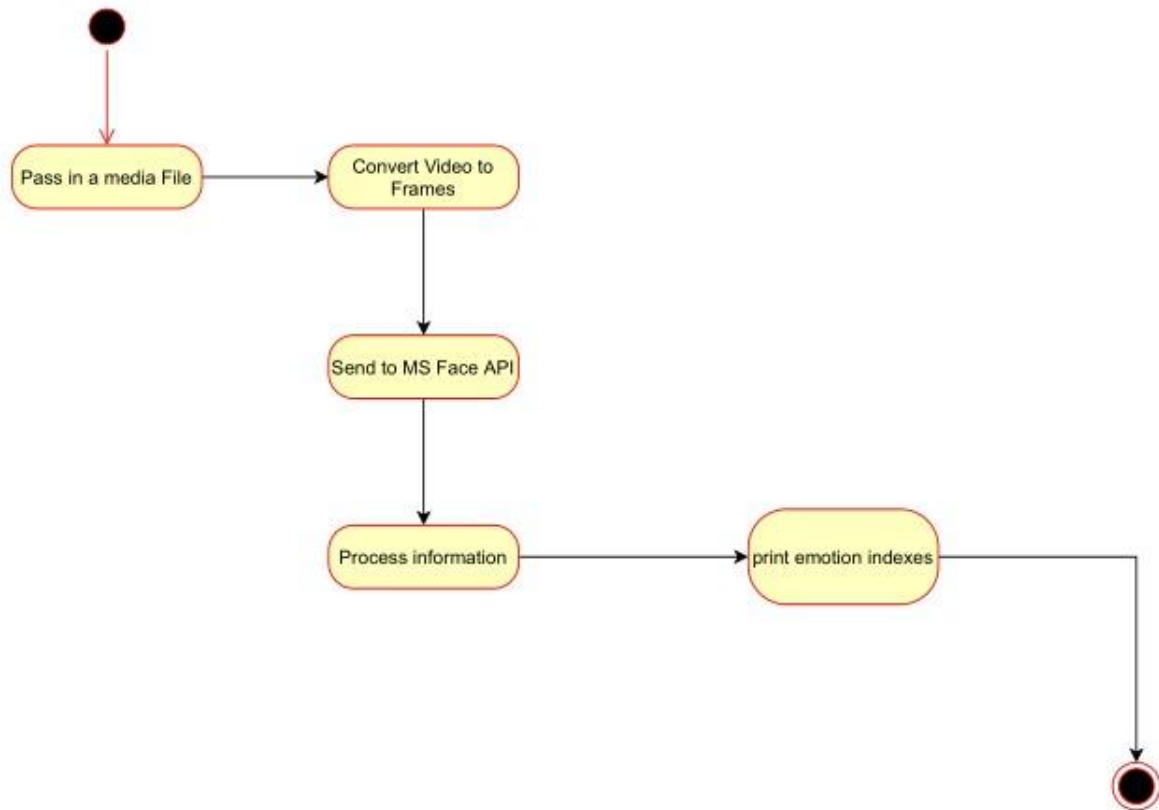 Pass in a media File
Convert Video to
Frames
Send to MS Face API
Process information
print emotion indexes